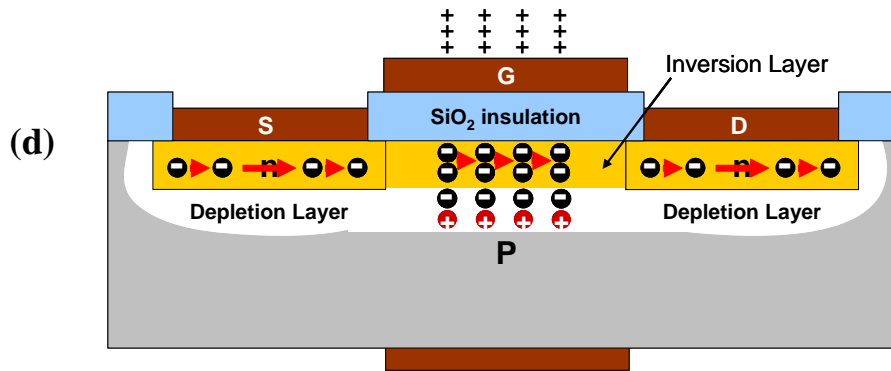 + + + +
+ + + +
+ + + +
G
Inversion Layer
S
SiO₂ insulation
D
(d)
n
n
Depletion Layer
Depletion Layer
P